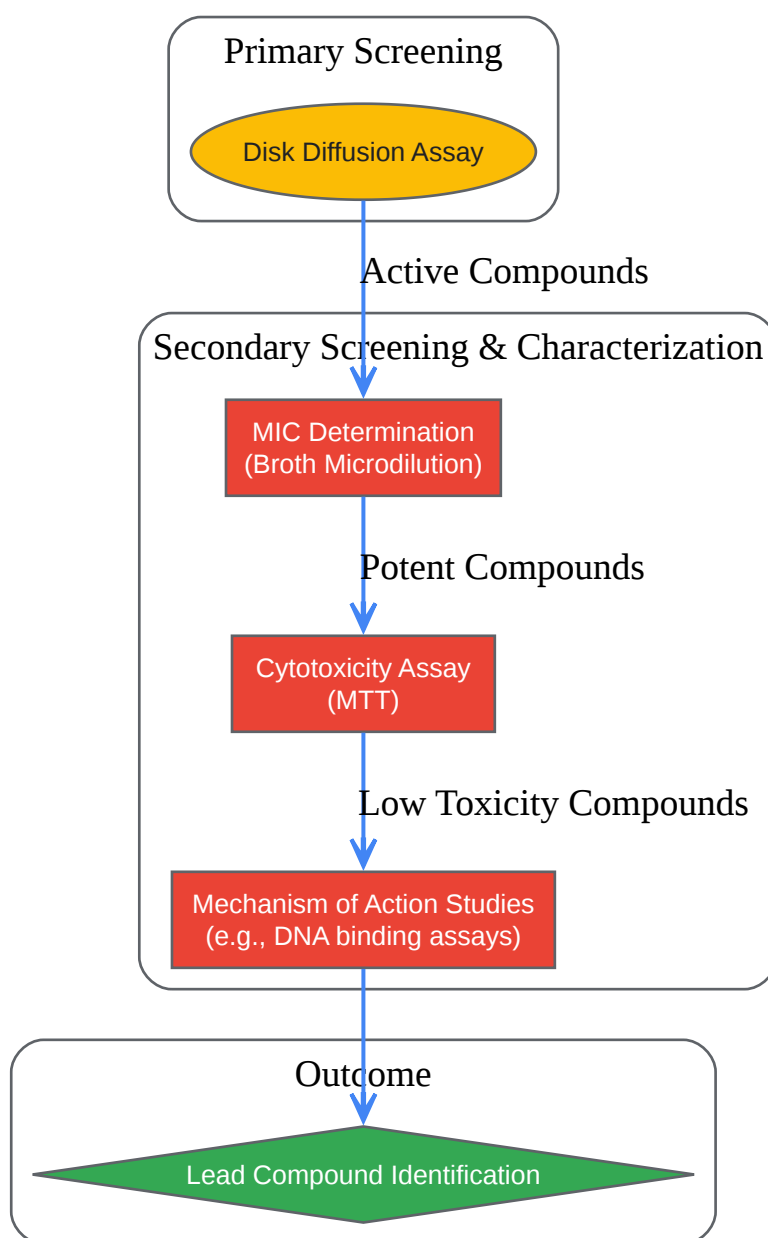 Primary Screening
Disk Diffusion Assay
Active Compounds
Secondary Screening & Characterization
MIC Determination
(Broth Microdilution)
Potent Compounds
Cytotoxicity Assay
(MTT)
Low Toxicity Compounds
Mechanism of Action Studies
(e.g., DNA binding assays)
Outcome
Lead Compound Identification